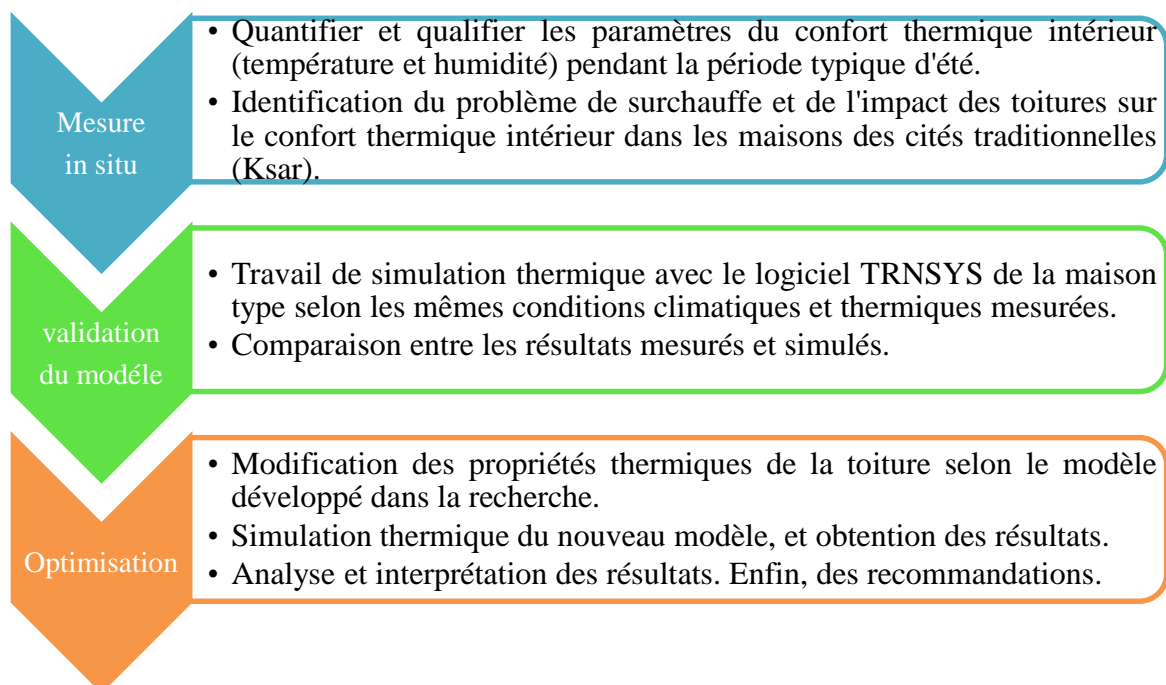 Mesure
in situ
• Quantifier et qualifier les paramètres du confort thermique intérieur
(température et humidité) pendant la période typique d'été.
• Identification du problème de surchauffe et de l'impact des toitures sur
le confort thermique intérieur dans les maisons des cités traditionnelles
(Ksar).
validation
du modéle
• Travail de simulation thermique avec le logiciel TRNSYS de la maison
type selon les mêmes conditions climatiques et thermiques mesurées.
• Comparaison entre les résultats mesurés et simulés.
Optimisation
• Modification des propriétés thermiques de la toiture selon le modèle
développé dans la recherche.
• Simulation thermique du nouveau modèle, et obtention des résultats.
• Analyse et interprétation des résultats. Enfin, des recommandations.